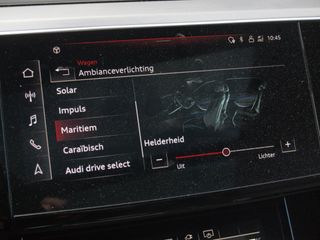 10:45
Wagen
Ambianceverlichting
Solar
Impuls
Maritiem
Caraïbisch
Audi drive select
Helderheid
− +
Uit Lichter